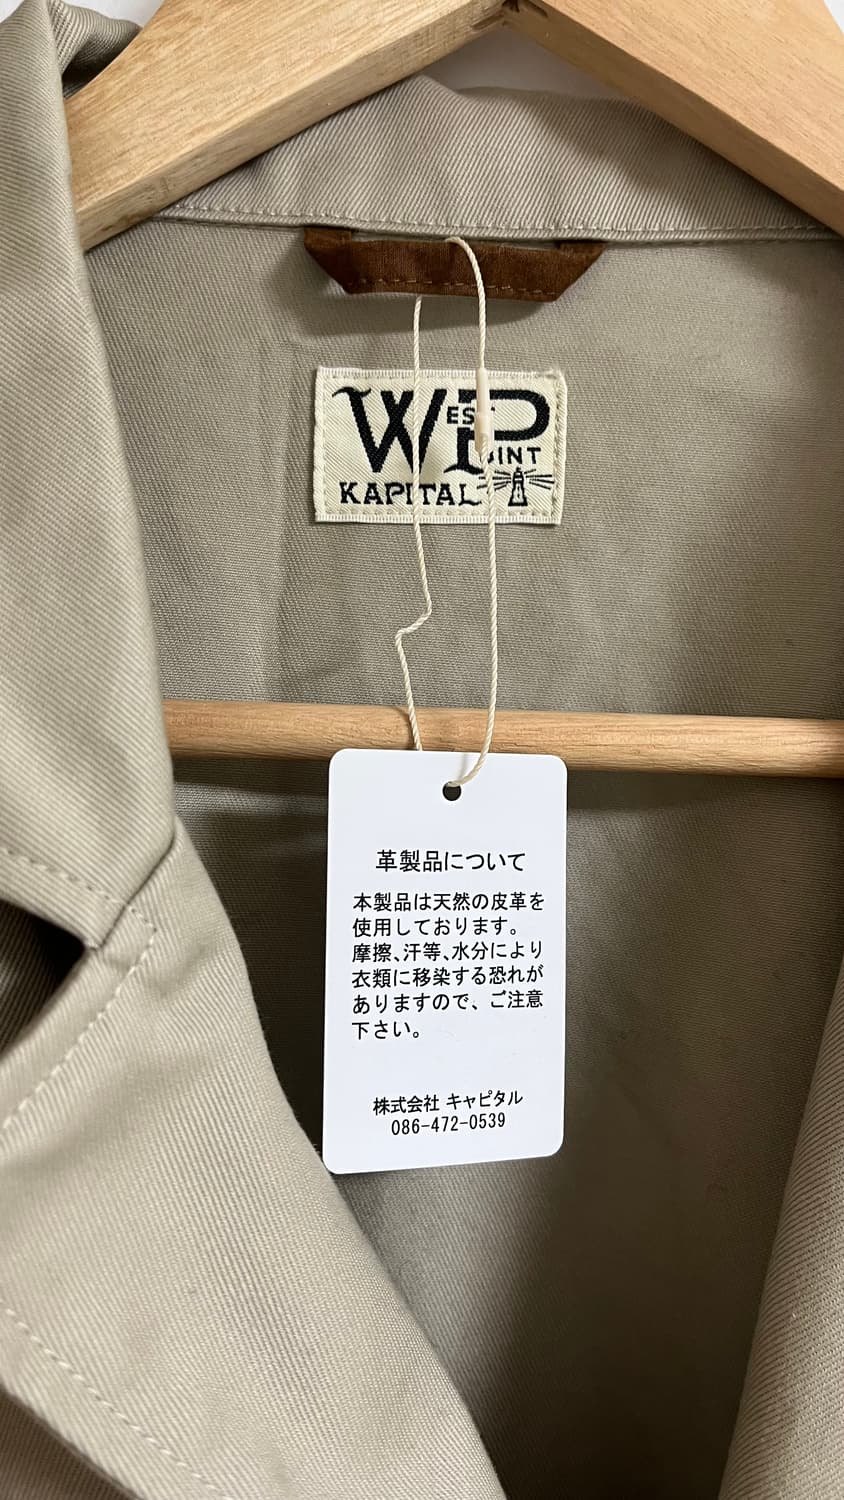 WEST
POINT
KAPITAL
革製品について
本製品は天然の皮革を
使用しております。
摩擦、汗等、水分により
衣類に移染する恐れが
ありますので、ご注意
下さい。
株式会社 キャピタル
086-472-0539